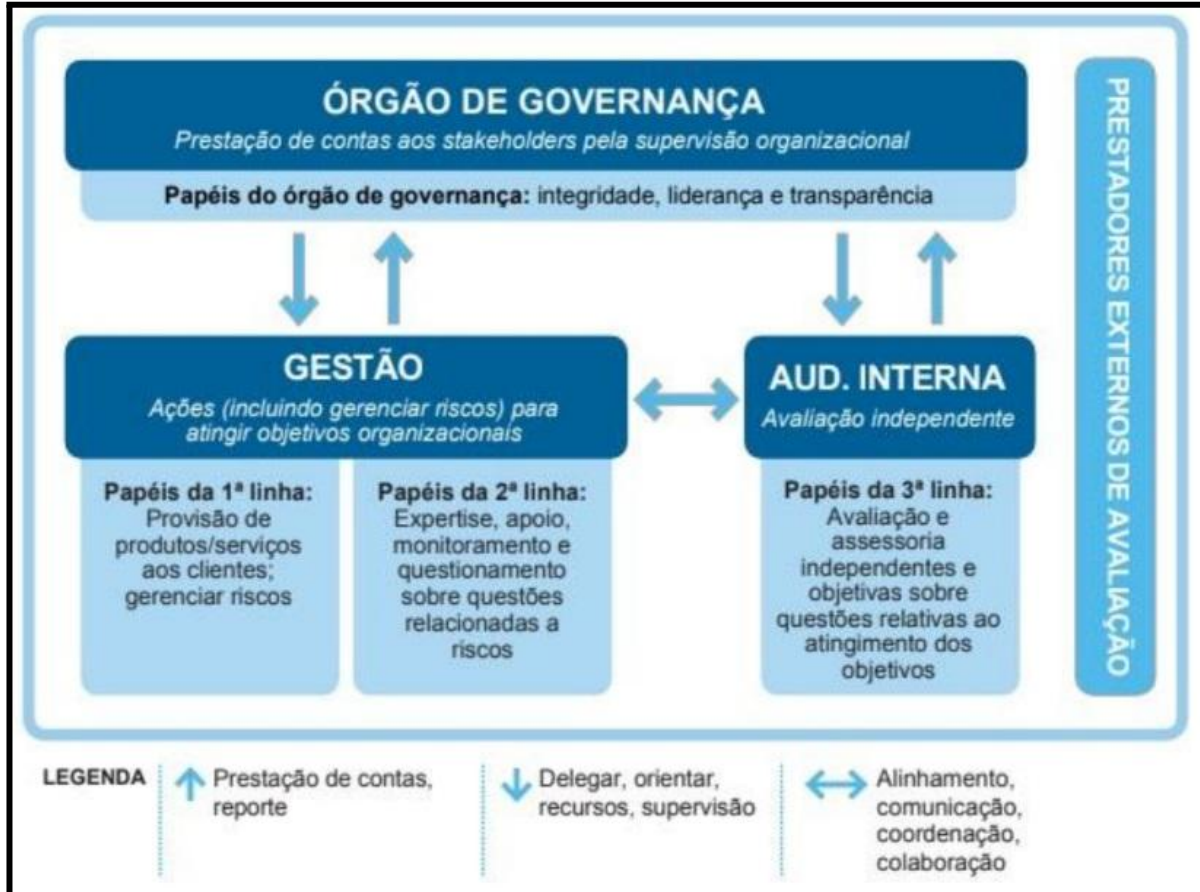 ÓRGÃO DE GOVERNANÇA
Prestação de contas aos stakeholders pela supervisão organizacional
Papéis do órgão de governança: integridade, liderança e transparência
GESTÃO
Ações (incluindo gerenciar riscos) para
atingir objetivos organizacionais
Papéis da 1ª linha:
Provisão de
produtos/serviços
aos clientes;
gerenciar riscos
Papéis da 2ª linha:
Expertise, apoio,
monitoramento e
questionamento
sobre questões
relacionadas a
riscos
AUD. INTERNA
Avaliação independente
Papéis da 3ª linha:
Avaliação e
assessoria
independentes e
objetivas sobre
questões relativas ao
atingimento dos
objetivos
PRESTADORES EXTERNOS DE AVALIAÇÃO
LEGENDA
Prestação de contas,
reporte
Delegar, orientar,
recursos, supervisão
Alinhamento,
comunicação,
coordenação,
colaboração